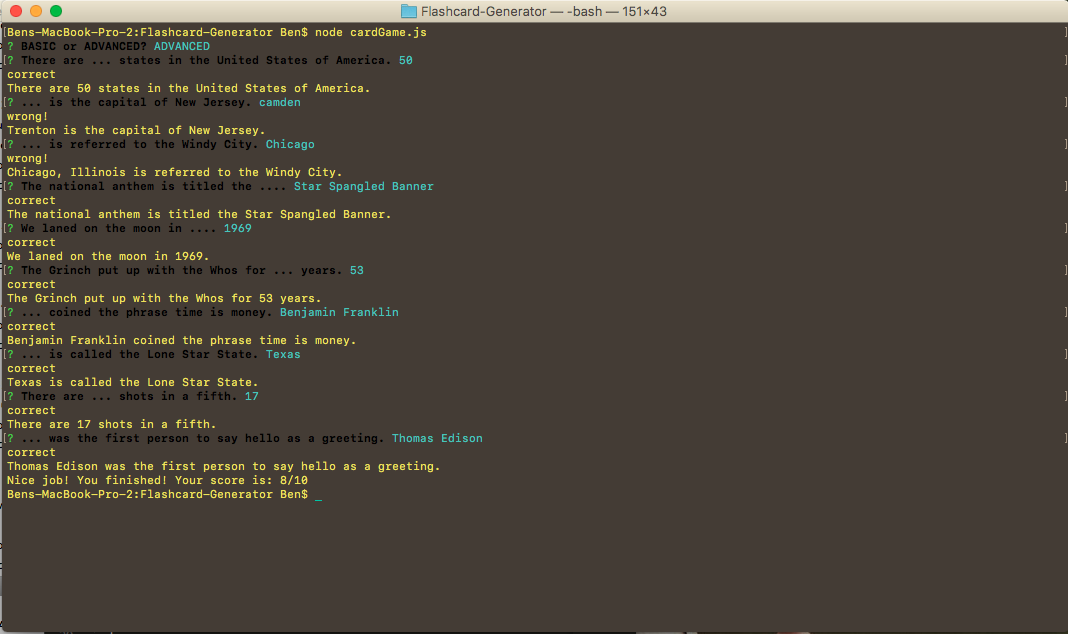 Flashcard-Generator — -bash — 151×43
[Bens-MacBook-Pro-2:Flashcard-Generator Ben$ node cardGame.js ]
? BASIC or ADVANCED? ADVANCED
[? There are ... states in the United States of America. 50 ]
correct
There are 50 states in the United States of America.
[? ... is the capital of New Jersey. camden ]
wrong!
Trenton is the capital of New Jersey.
[? ... is referred to the Windy City. Chicago ]
wrong!
Chicago, Illinois is referred to the Windy City.
[? The national anthem is titled the .... Star Spangled Banner ]
correct
The national anthem is titled the Star Spangled Banner.
[? We laned on the moon in .... 1969 ]
correct
We laned on the moon in 1969.
[? The Grinch put up with the Whos for ... years. 53 ]
correct
The Grinch put up with the Whos for 53 years.
[? ... coined the phrase time is money. Benjamin Franklin ]
correct
Benjamin Franklin coined the phrase time is money.
[? ... is called the Lone Star State. Texas ]
correct
Texas is called the Lone Star State.
[? There are ... shots in a fifth. 17 ]
correct
There are 17 shots in a fifth.
[? ... was the first person to say hello as a greeting. Thomas Edison ]
correct
Thomas Edison was the first person to say hello as a greeting.
Nice job! You finished! Your score is: 8/10
Bens-MacBook-Pro-2:Flashcard-Generator Ben$ _